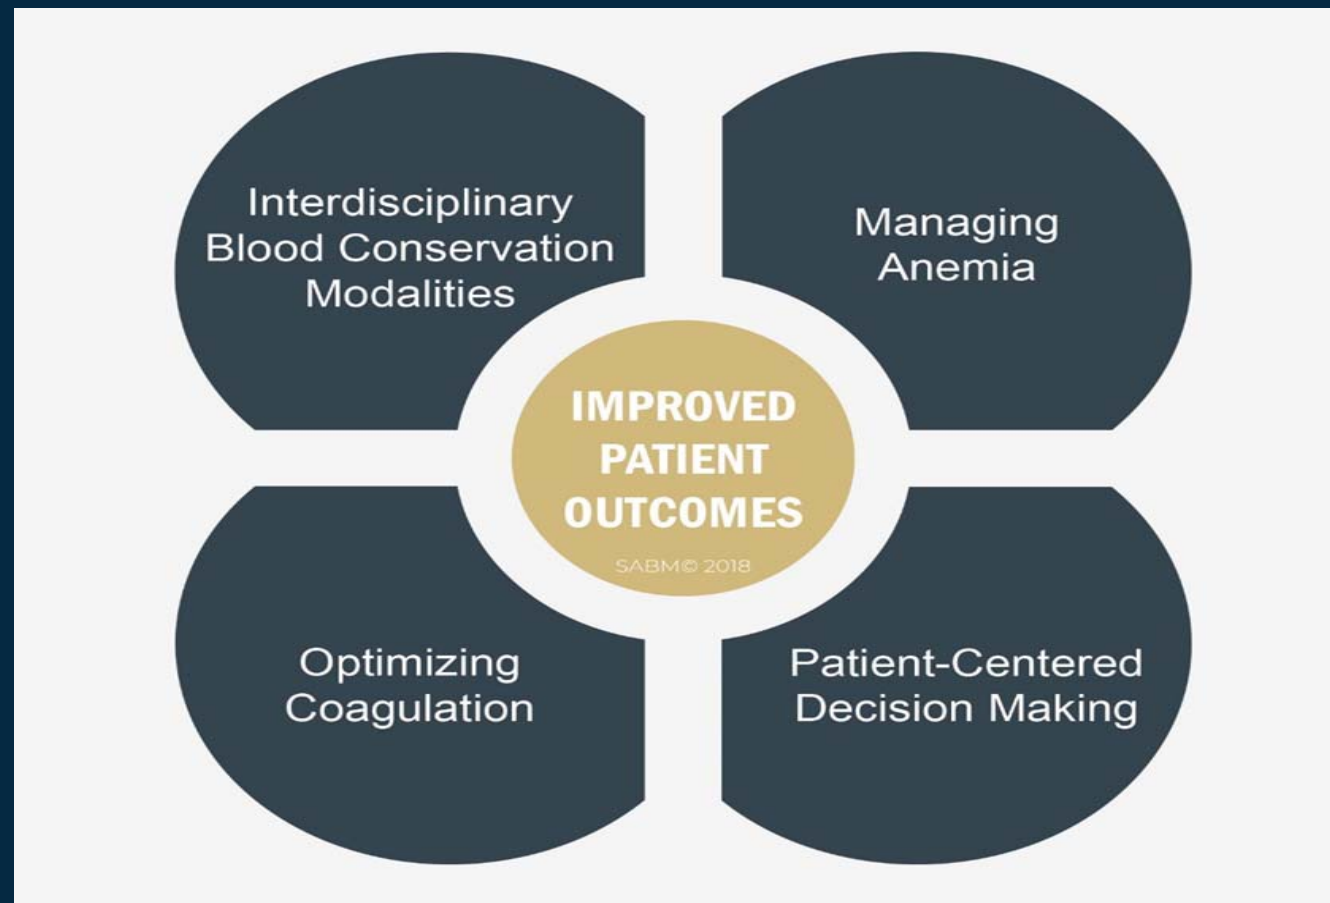 Interdisciplinary
Blood Conservation
Modalities
Managing
Anemia
IMPROVED
PATIENT
OUTCOMES
SABM© 2018
Optimizing
Coagulation
Patient-Centered
Decision Making